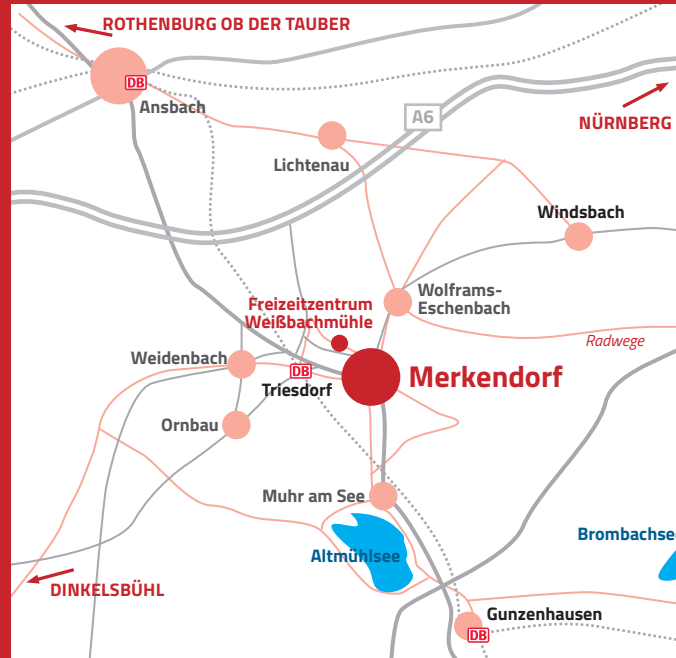 ROTHENBURG OB DER TAUBER
DB
Ansbach
A6
NÜRNBERG
Lichtenau
Windsbach
Wolframs-
Eschenbach
Freizeitzentrum
Weißbachmühle
Radwege
Weidenbach
DB
Triesdorf
Merkendorf
Ornbau
Muhr am See
Altmühlsee
Brombachsee
DINKELSBÜHL
Gunzenhausen
DB